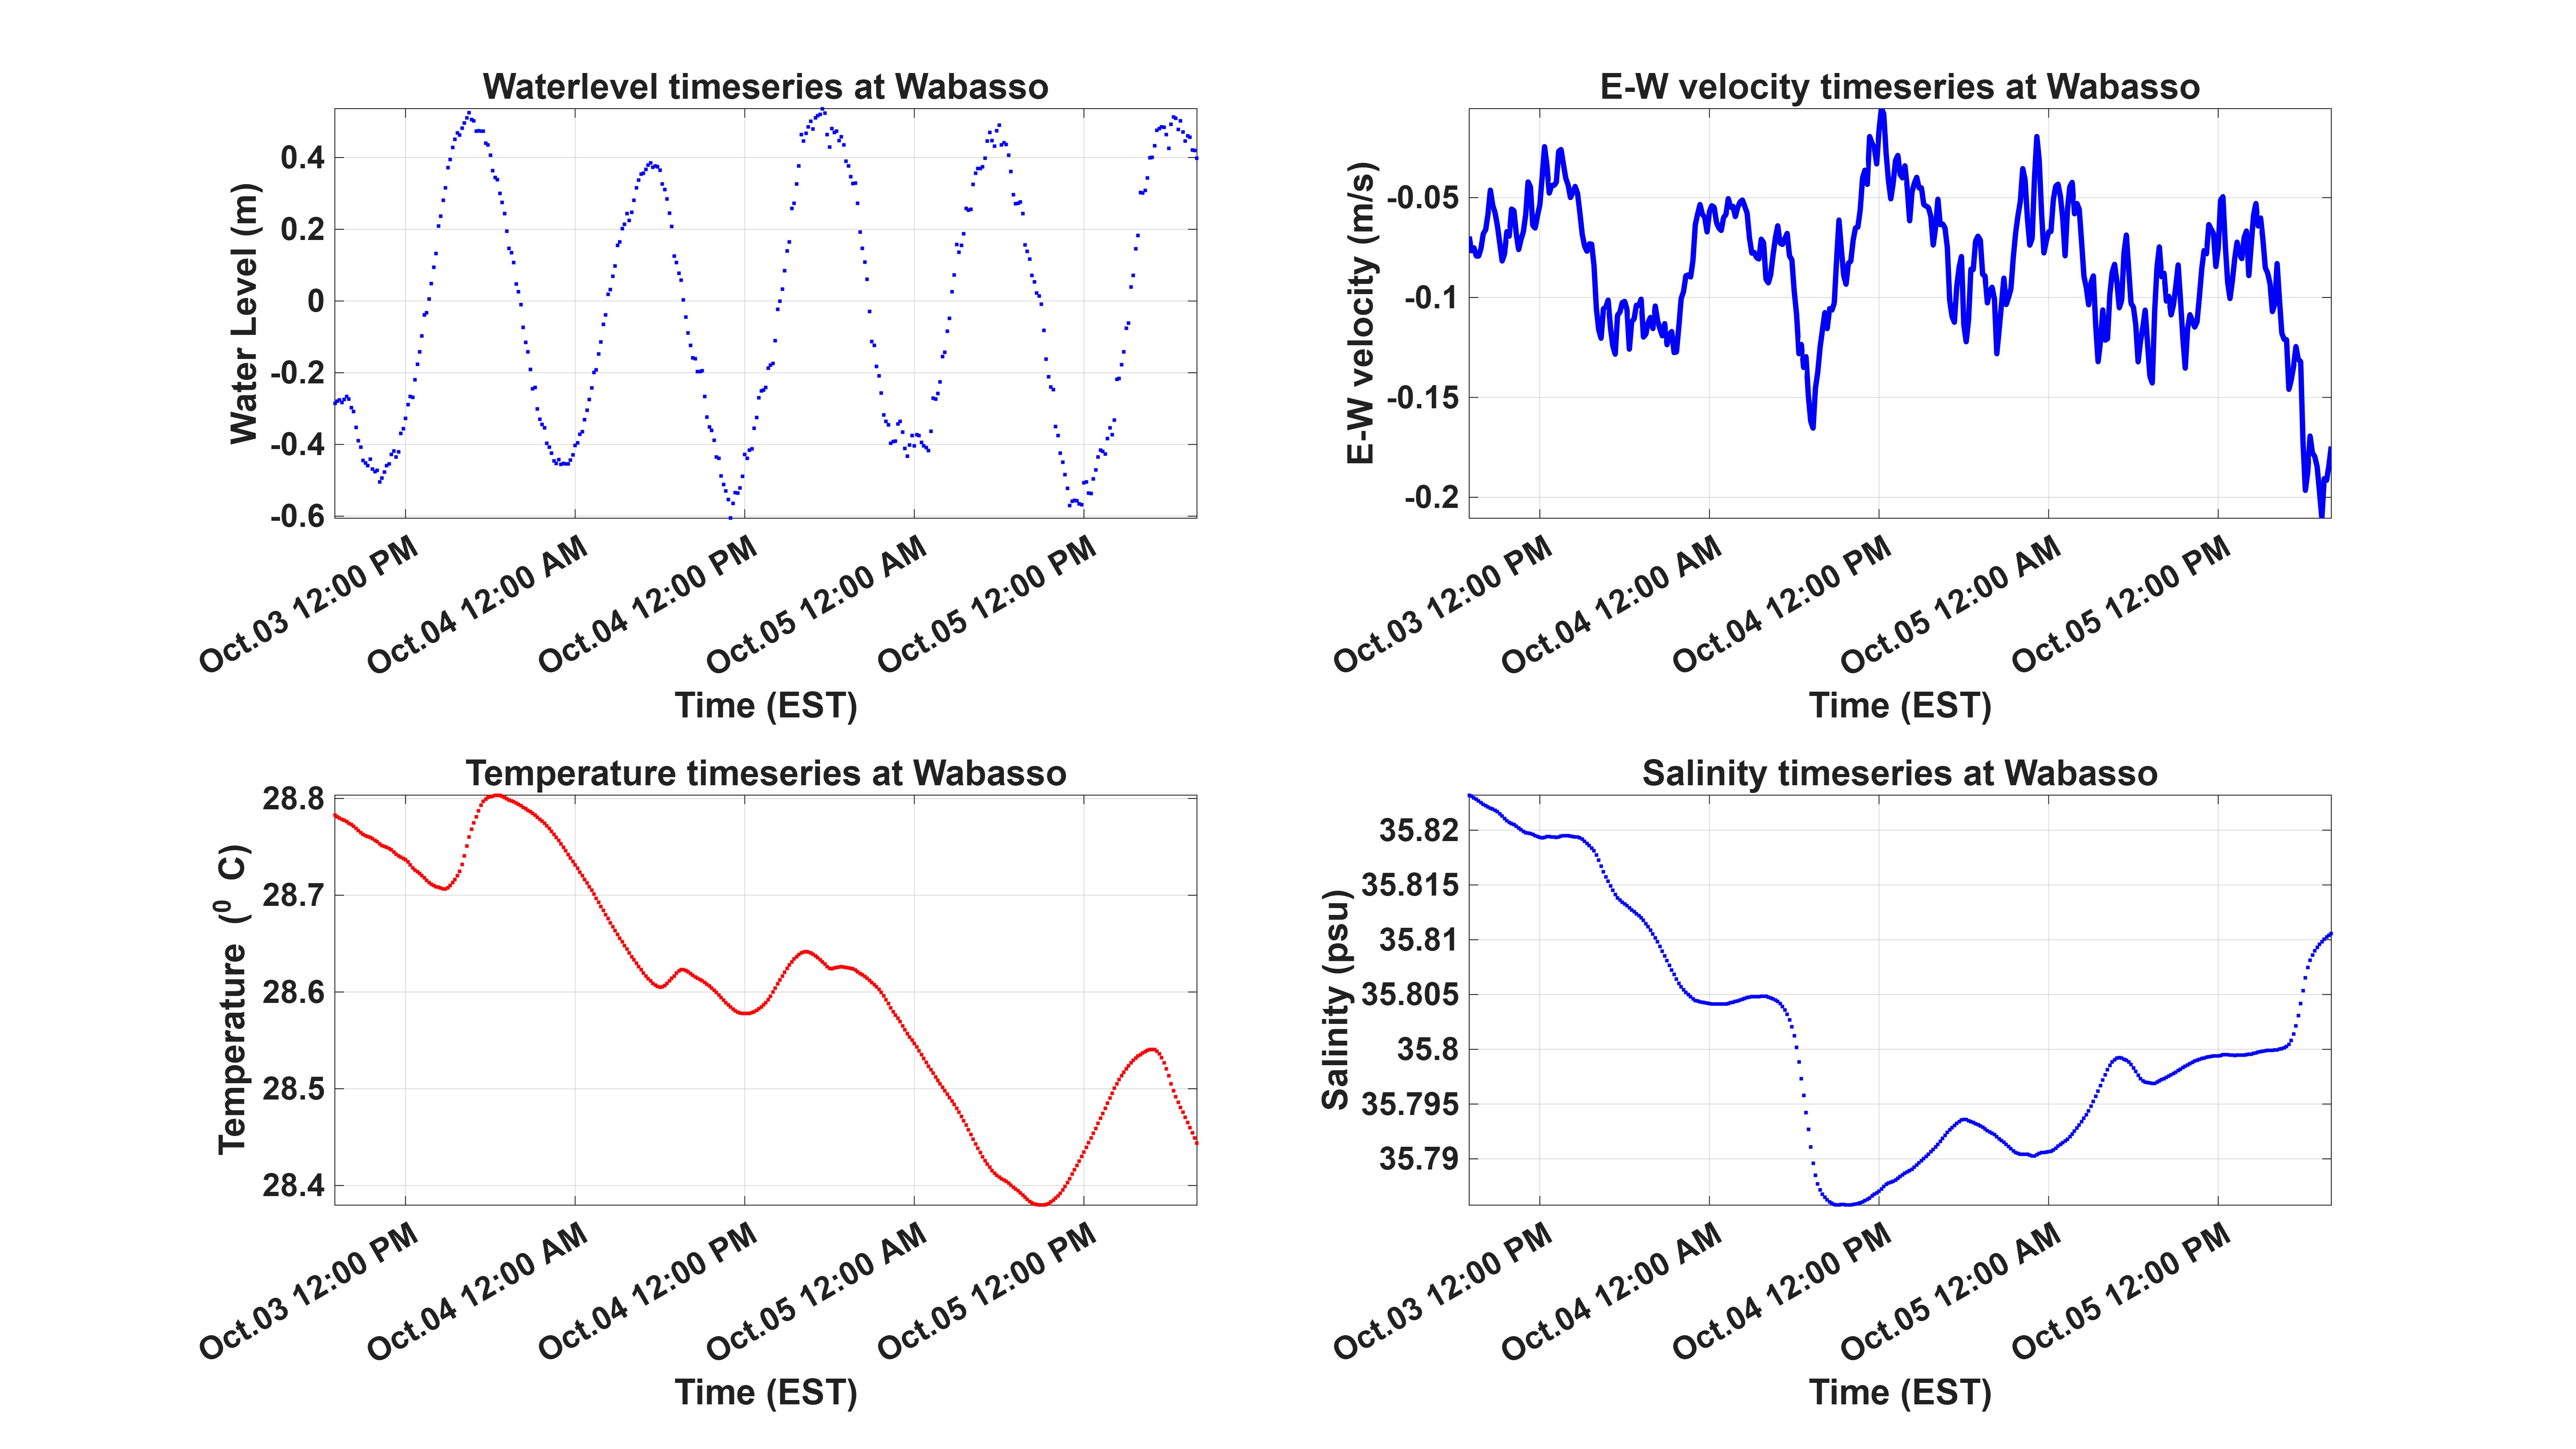 Waterlevel timeseries at Wabasso
Water Level (m)
0.4
0.2
0
-0.2
-0.4
-0.6
Oct.03 12:00 PM
Oct.04 12:00 AM
Oct.04 12:00 PM
Oct.05 12:00 AM
Oct.05 12:00 PM
Time (EST)
E-W velocity timeseries at Wabasso
E-W velocity (m/s)
-0.05
-0.1
-0.15
-0.2
Oct.03 12:00 PM
Oct.04 12:00 AM
Oct.04 12:00 PM
Oct.05 12:00 AM
Oct.05 12:00 PM
Time (EST)
Temperature timeseries at Wabasso
Temperature (⁰ C)
28.8
28.7
28.6
28.5
28.4
Oct.03 12:00 PM
Oct.04 12:00 AM
Oct.04 12:00 PM
Oct.05 12:00 AM
Oct.05 12:00 PM
Time (EST)
Salinity timeseries at Wabasso
Salinity (psu)
35.82
35.815
35.81
35.805
35.8
35.795
35.79
Oct.03 12:00 PM
Oct.04 12:00 AM
Oct.04 12:00 PM
Oct.05 12:00 AM
Oct.05 12:00 PM
Time (EST)